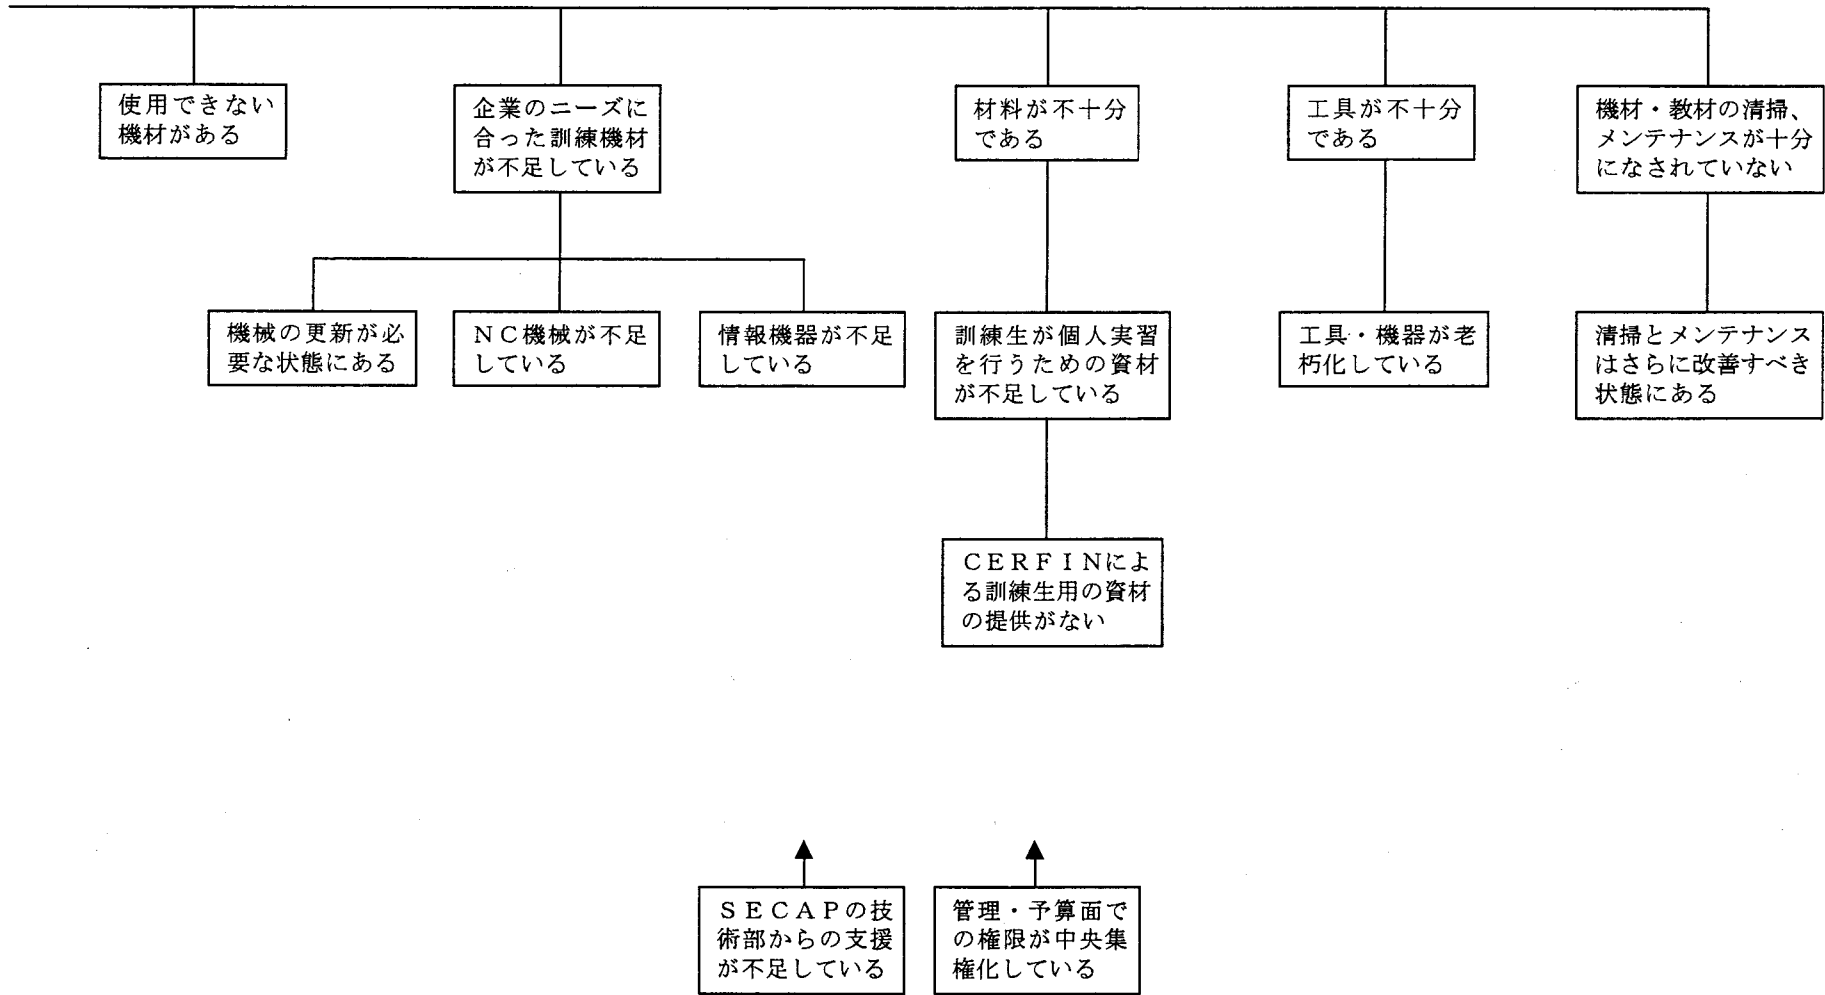 使用できない
機材がある
企業のニーズに
合った訓練機材
が不足している
材料が不十分
である
工具が不十分
である
機材・教材の清掃、
メンテナンスが十分
になされていない
機械の更新が必
要な状態にある
ＮＣ機械が不足
している
情報機器が不足
している
訓練生が個人実習
を行うための資材
が不足している
工具・機器が老
朽化している
清掃とメンテナンス
はさらに改善すべき
状態にある
ＣＥＲＦＩＮによ
る訓練生用の資材
の提供がない
ＳＥＣＡＰの技
術部からの支援
が不足している
管理・予算面で
の権限が中央集
権化している